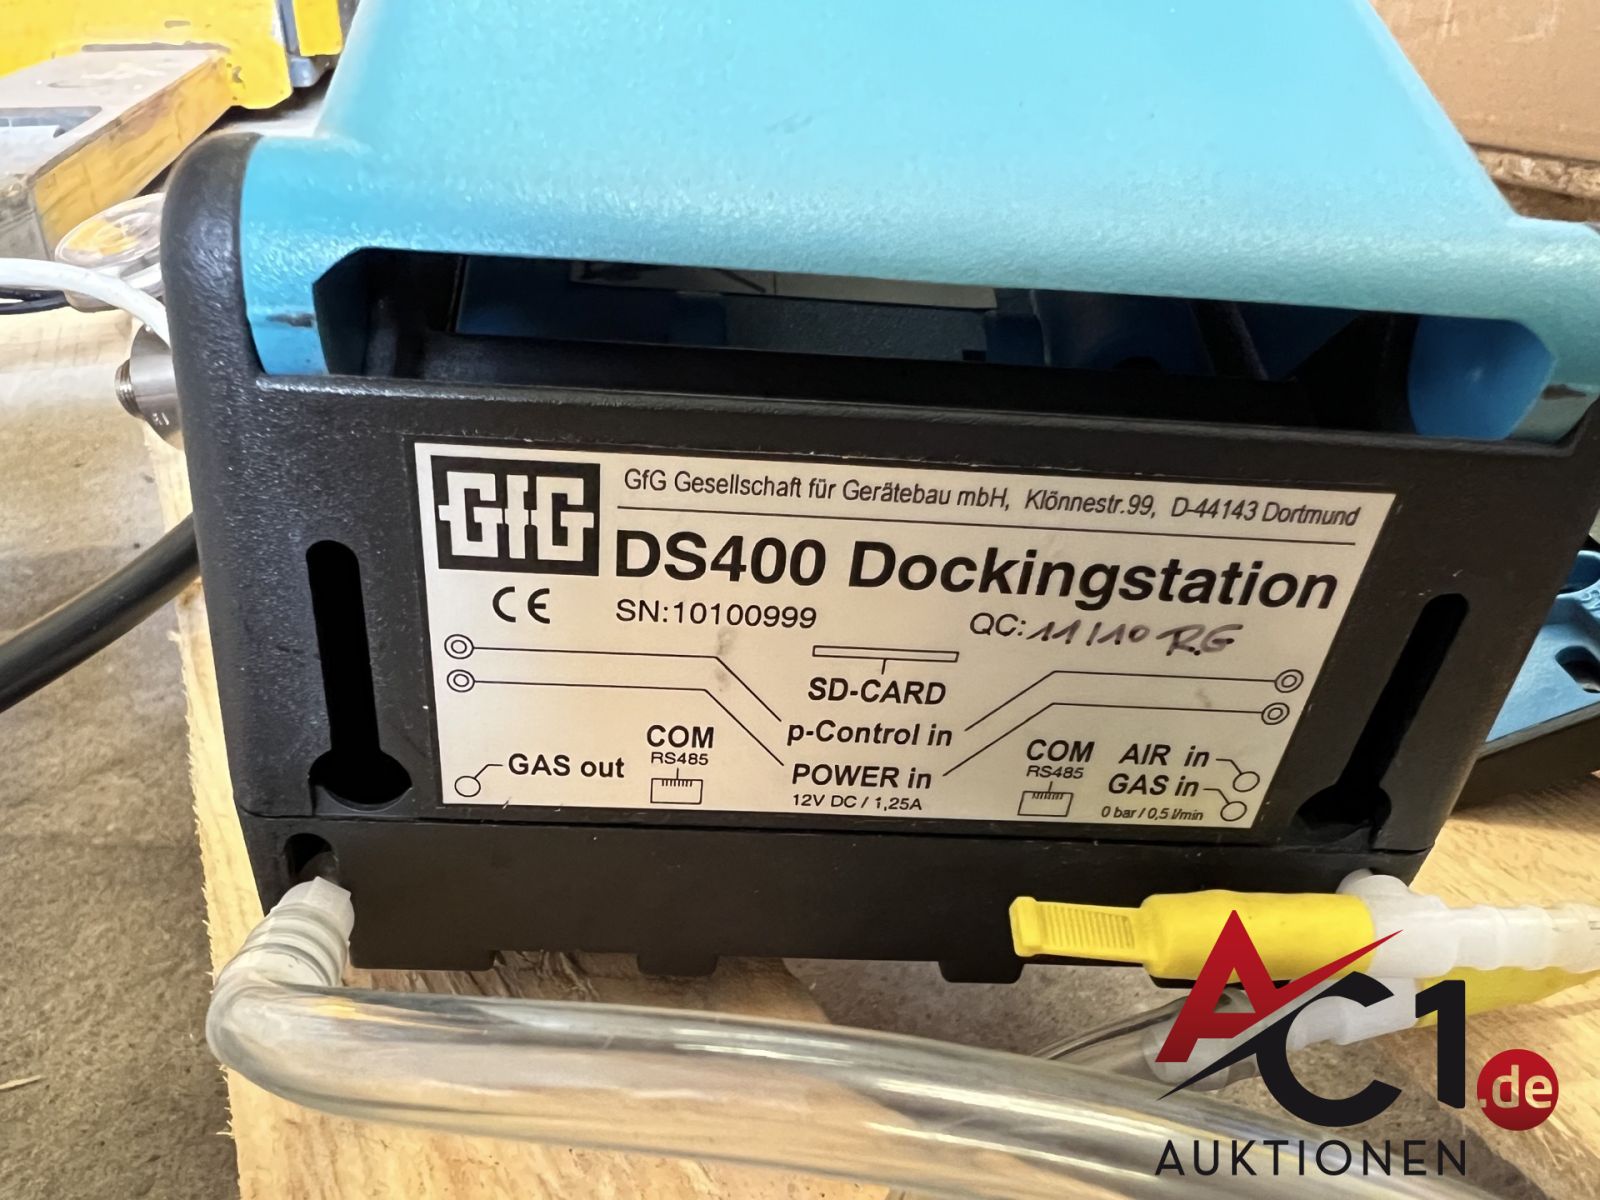 GfG
GfG Gesellschaft für Gerätebau mbH, Klönnestr.99, D-44143 Dortmund
DS400 Dockingstation
CE
SN:10100999
QC: 11/10 R.G
SD-CARD
p-Control in
COM
RS485
GAS out
POWER in
12V DC / 1,25A
COM
RS485
AIR in
GAS in
0 bar / 0,5 l/min
AC1.de
AUKTIONEN